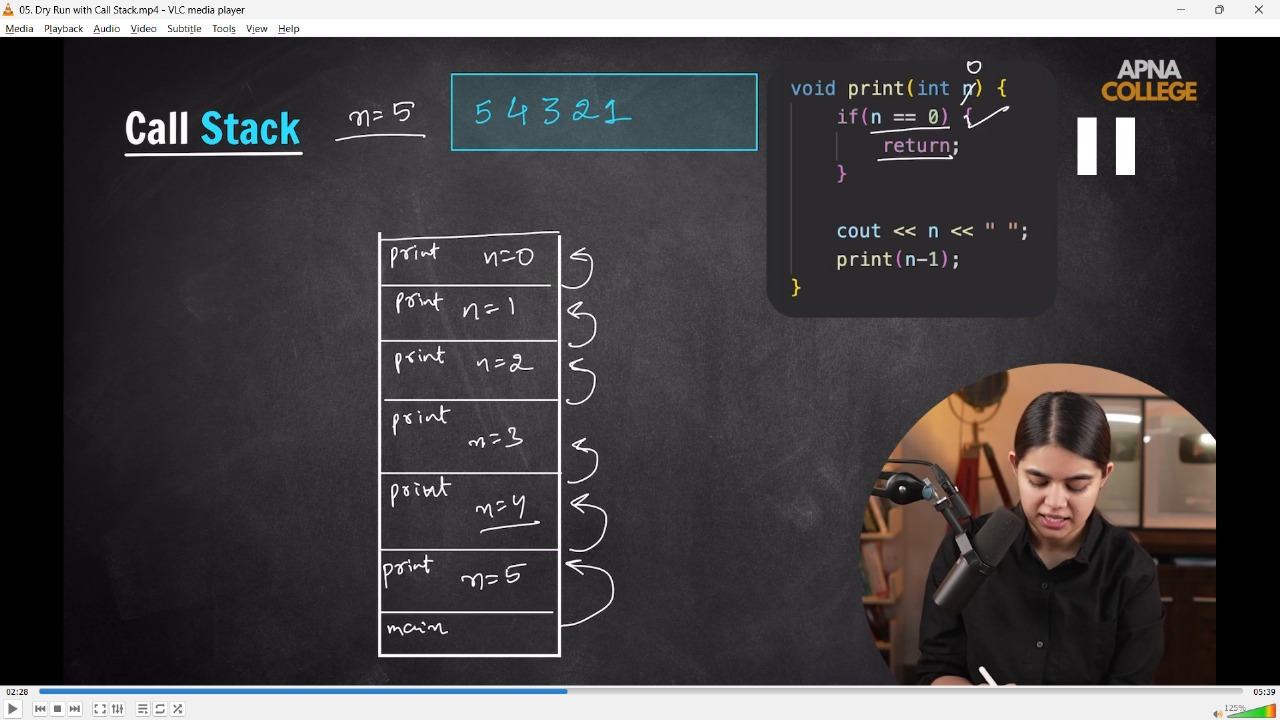 05. Dry Run with Call Stack.mp4 - VLC media player
Media Playback Audio Video Subtitle Tools View Help
Call Stack
n=5
5 4 3 2 1
0
void print(int n) {
if(n == 0) {
return;
}
cout << n << " ";
print(n-1);
}
APNA
COLLEGE
print n=0
print n=1
print n=2
print n=3
print n=4
print n=5
main
02:28
05:39
125%